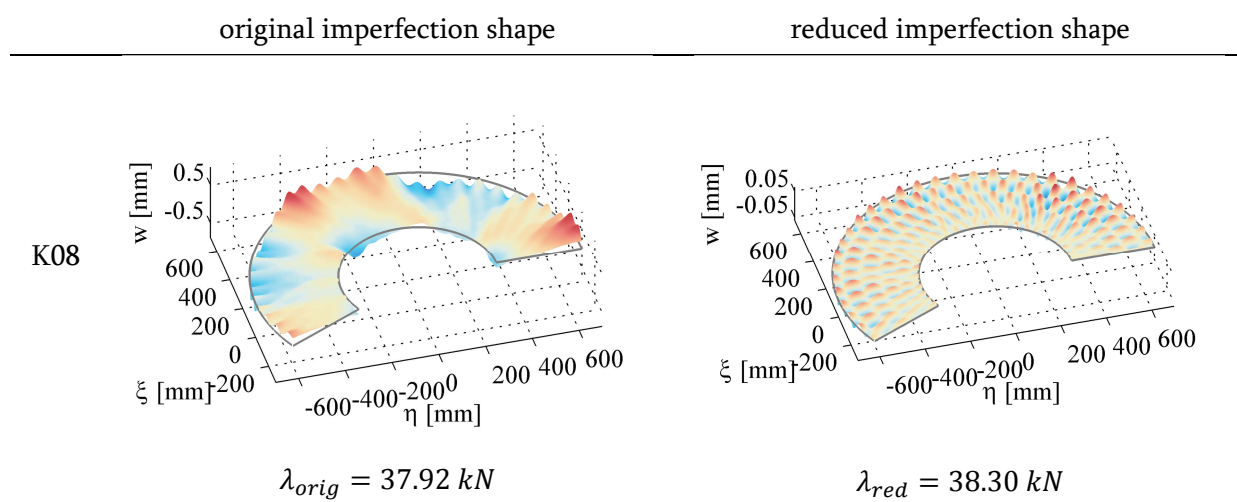 original imperfection shape
reduced imperfection shape
K08
w [mm]
0.5
-0.5
600
400
200
0
-200
ξ [mm]
-600
-400
-200
0
200
400
600
η [mm]
w [mm]
0.05
-0.05
600
400
200
0
-200
ξ [mm]
-600
-400
-200
0
200
400
600
η [mm]
λorig = 37.92 kN
λred = 38.30 kN